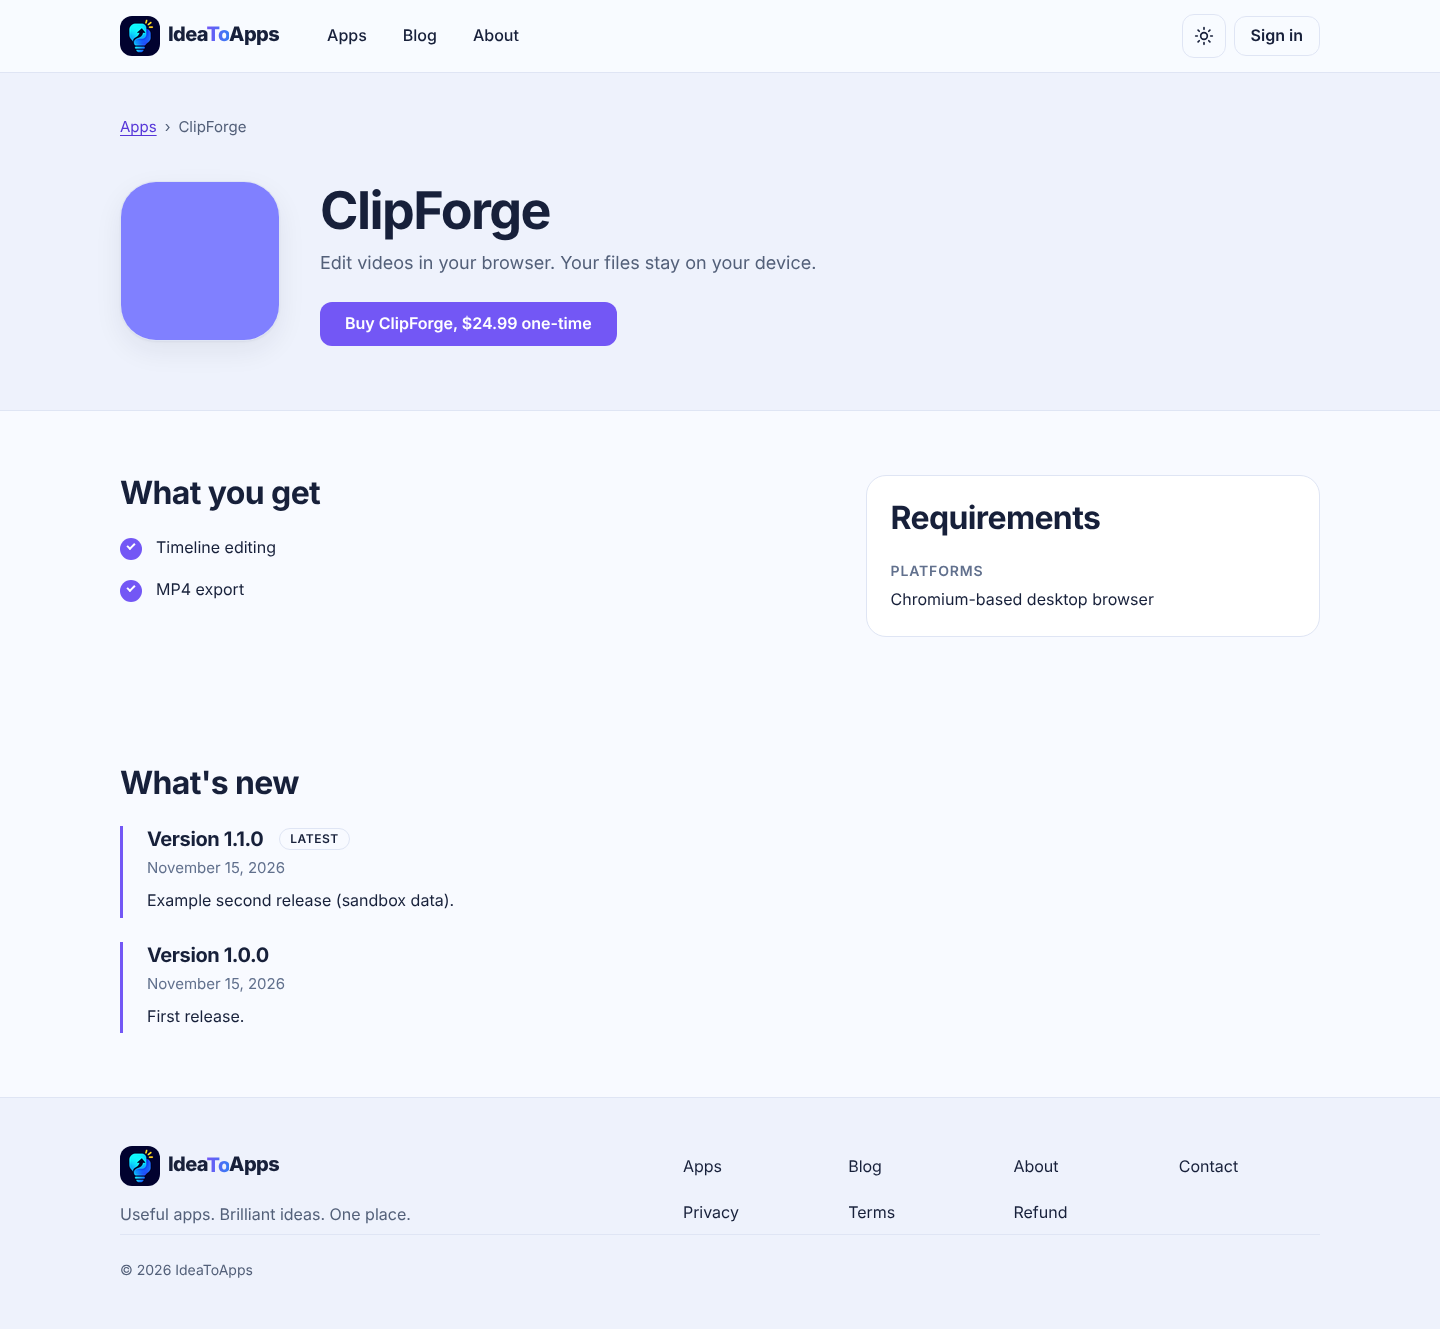 IdeaToApps
Apps
Blog
About
Sign in
Apps › ClipForge
ClipForge
Edit videos in your browser. Your files stay on your device.
Buy ClipForge, $24.99 one-time
What you get
Timeline editing
MP4 export
Requirements
PLATFORMS
Chromium-based desktop browser
What's new
Version 1.1.0 LATEST
November 15, 2026
Example second release (sandbox data).
Version 1.0.0
November 15, 2026
First release.
IdeaToApps
Useful apps. Brilliant ideas. One place.
Apps
Blog
About
Contact
Privacy
Terms
Refund
© 2026 IdeaToApps